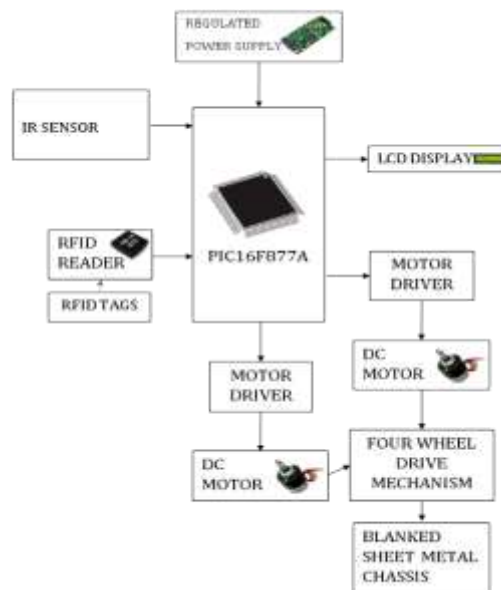 REGULATED
POWER SUPPLY
IR SENSOR
LCD DISPLAY
PIC16F877A
RFID
READER
RFID TAGS
MOTOR
DRIVER
MOTOR
DRIVER
DC
MOTOR
DC
MOTOR
FOUR WHEEL
DRIVE
MECHANISM
BLANKED
SHEET METAL
CHASSIS